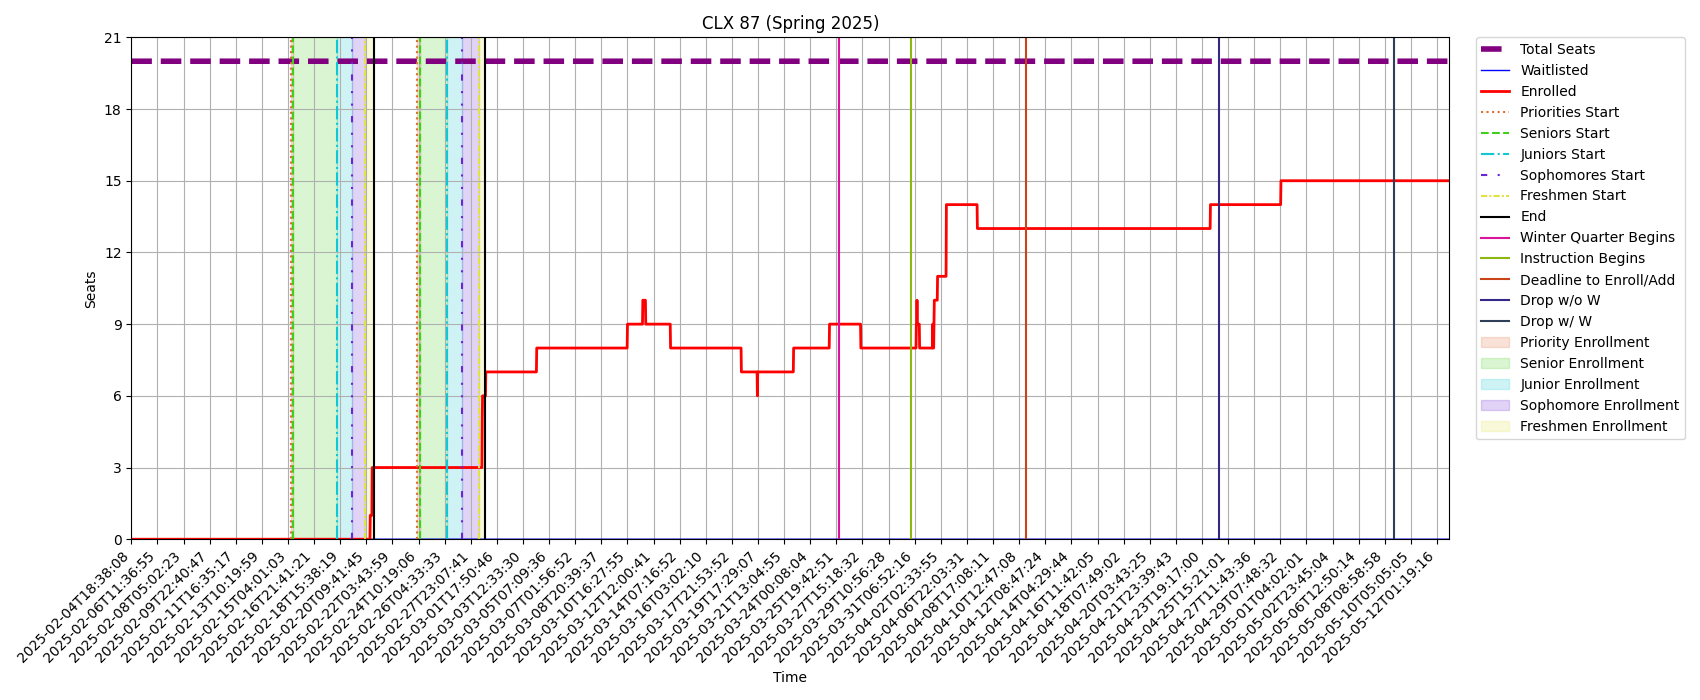 CLX 87 (Spring 2025)
Seats
21
18
15
12
9
6
3
0
2025-02-04T18:38:08
2025-02-06T11:36:55
2025-02-08T05:02:23
2025-02-09T22:40:47
2025-02-11T16:35:17
2025-02-13T10:19:59
2025-02-15T04:01:03
2025-02-16T21:41:21
2025-02-18T15:38:19
2025-02-20T09:41:45
2025-02-22T03:43:59
2025-02-24T10:19:06
2025-02-26T04:33:33
2025-02-27T23:07:41
2025-03-01T17:50:46
2025-03-03T12:33:30
2025-03-05T07:09:36
2025-03-07T01:56:52
2025-03-08T20:39:37
2025-03-10T16:27:55
2025-03-12T12:00:41
2025-03-14T07:16:52
2025-03-16T03:02:10
2025-03-17T21:53:52
2025-03-19T17:29:07
2025-03-21T13:04:55
2025-03-24T00:08:04
2025-03-25T19:42:51
2025-03-27T15:18:32
2025-03-29T10:56:28
2025-03-31T06:52:16
2025-04-02T02:33:55
2025-04-06T22:03:31
2025-04-08T17:08:11
2025-04-10T12:47:08
2025-04-12T08:47:24
2025-04-14T04:29:44
2025-04-16T11:42:05
2025-04-18T07:49:02
2025-04-20T03:43:25
2025-04-21T23:39:43
2025-04-23T19:17:00
2025-04-25T15:21:01
2025-04-27T11:43:36
2025-04-29T07:48:32
2025-05-01T04:02:01
2025-05-02T23:45:04
2025-05-06T12:50:14
2025-05-08T08:58:58
2025-05-10T05:05:05
2025-05-12T01:19:16
Time
Total Seats
Waitlisted
Enrolled
Priorities Start
Seniors Start
Juniors Start
Sophomores Start
Freshmen Start
End
Winter Quarter Begins
Instruction Begins
Deadline to Enroll/Add
Drop w/o W
Drop w/ W
Priority Enrollment
Senior Enrollment
Junior Enrollment
Sophomore Enrollment
Freshmen Enrollment